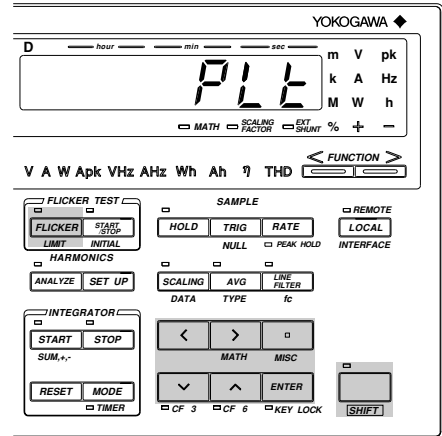 YOKOGAWA
D hour min sec m V pk
PLt
k A Hz
M W h
MATH SCALING FACTOR EXT SHUNT % + −
< FUNCTION >
V A W Apk VHz AHz Wh Ah η THD
FLICKER TEST SAMPLE REMOTE
FLICKER START /STOP HOLD TRIG RATE LOCAL
LIMIT INITIAL NULL PEAK HOLD INTERFACE
HARMONICS
ANALYZE SET UP SCALING AVG LINE FILTER
DATA TYPE fc
INTEGRATOR
START STOP < > ▫
SUM,+,- MATH MISC
RESET MODE ∨ ∧ ENTER
TIMER CF 3 CF 6 KEY LOCK SHIFT